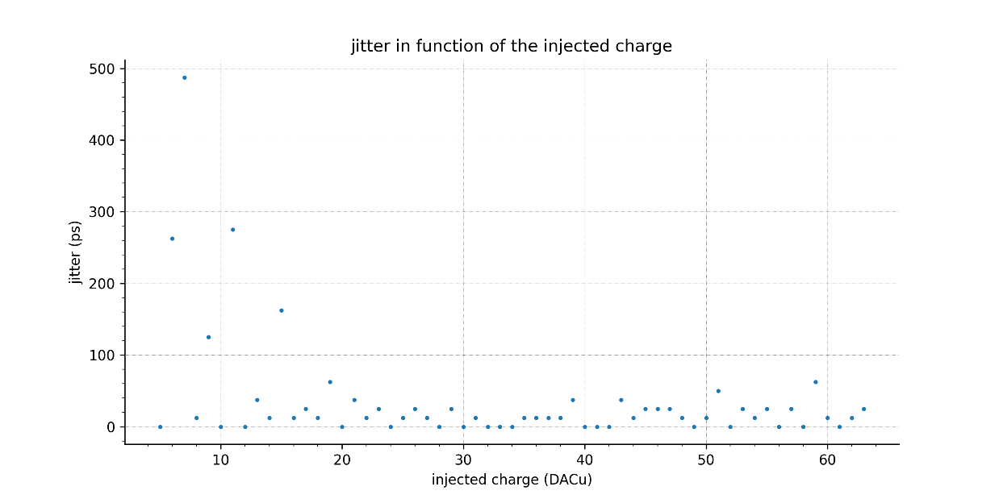 jitter in function of the injected charge
500
400
300
200
100
0
jitter (ps)
10 20 30 40 50 60
injected charge (DACu)